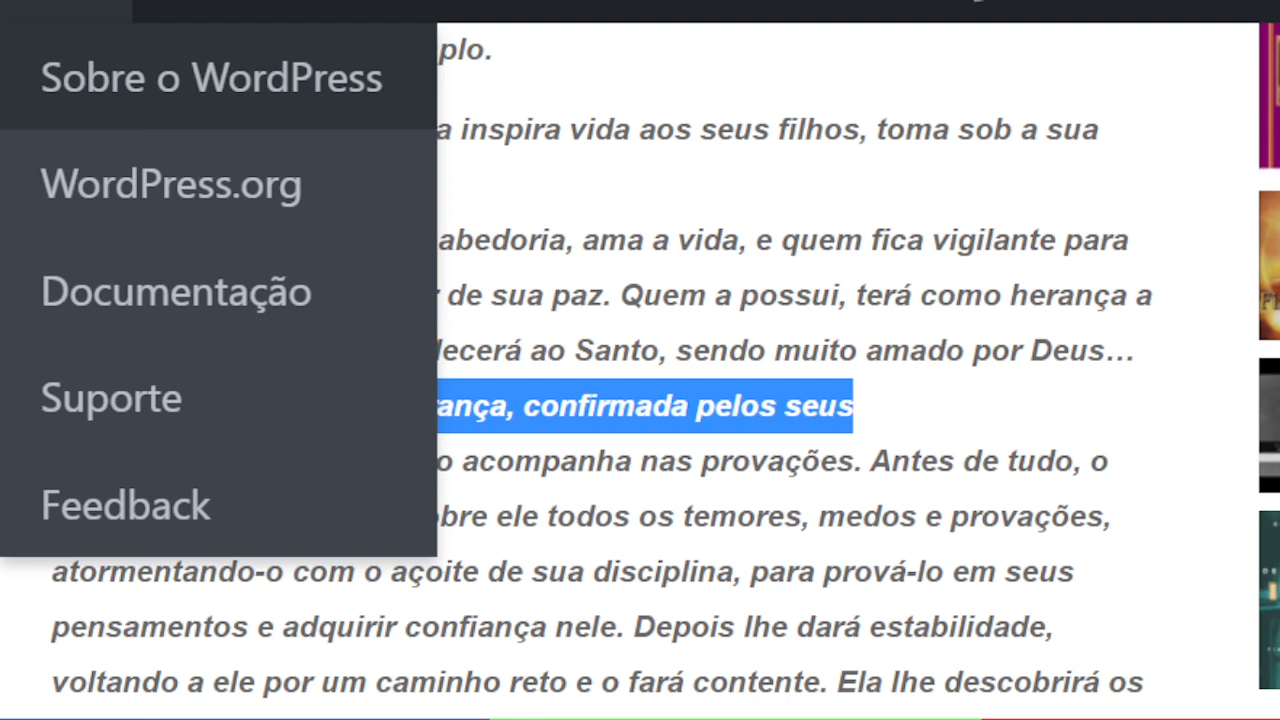 Sobre o WordPress
WordPress.org
Documentação
Suporte
Feedback
plo.
a inspira vida aos seus filhos, toma sob a sua
abedoria, ama a vida, e quem fica vigilante para
de sua paz. Quem a possui, terá como herança a
lecerá ao Santo, sendo muito amado por Deus…
ança, confirmada pelos seus
o acompanha nas provações. Antes de tudo, o
obre ele todos os temores, medos e provações,
atormentando-o com o açoite de sua disciplina, para prová-lo em seus
pensamentos e adquirir confiança nele. Depois lhe dará estabilidade,
voltando a ele por um caminho reto e o fará contente. Ela lhe descobrirá os